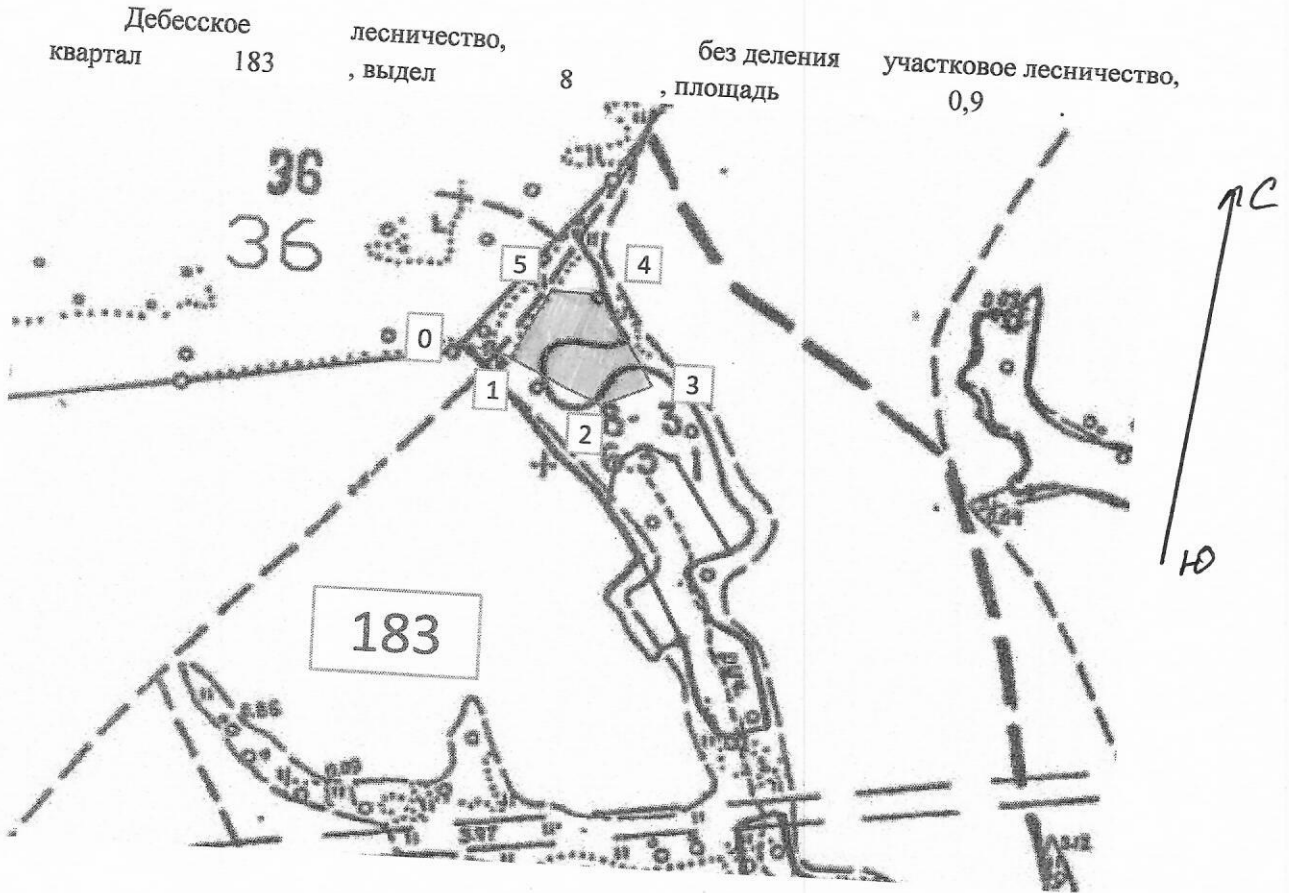 Дебесское лесничество, без деления участковое лесничество,
квартал 183 , выдел 8 , площадь 0,9
36
36
С
5
4
0
1
3
2
Ю
183